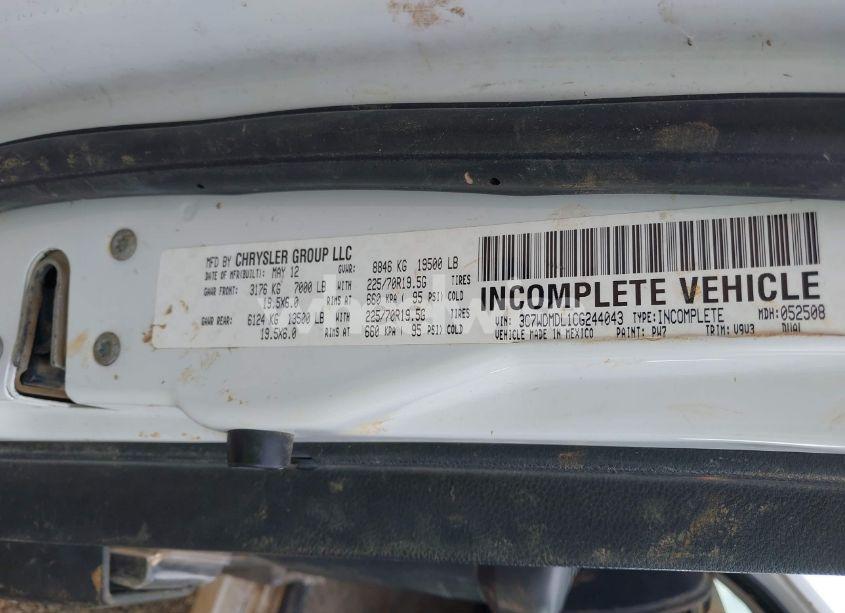 MFD BY CHRYSLER GROUP LLC
DATE OF MFR(BUILT): MAY 12 GVWR: 8846 KG 19500 LB
GAWR FRONT: 3176 KG 7000 LB WITH 225/70R19.5G TIRES
19.5X6.0 RIMS AT 660 KPA ( 95 PSI) COLD
GAWR REAR: 6124 KG 13500 LB WITH 225/70R19.5G TIRES
19.5X6.0 RIMS AT 660 KPA ( 95 PSI) COLD
INCOMPLETE VEHICLE
VIN: 3C7WDMDL1CG244043 TYPE: INCOMPLETE MDH: 052508
VEHICLE MADE IN MEXICO PAINT: PW7 TRIM: V9V3 DUAL